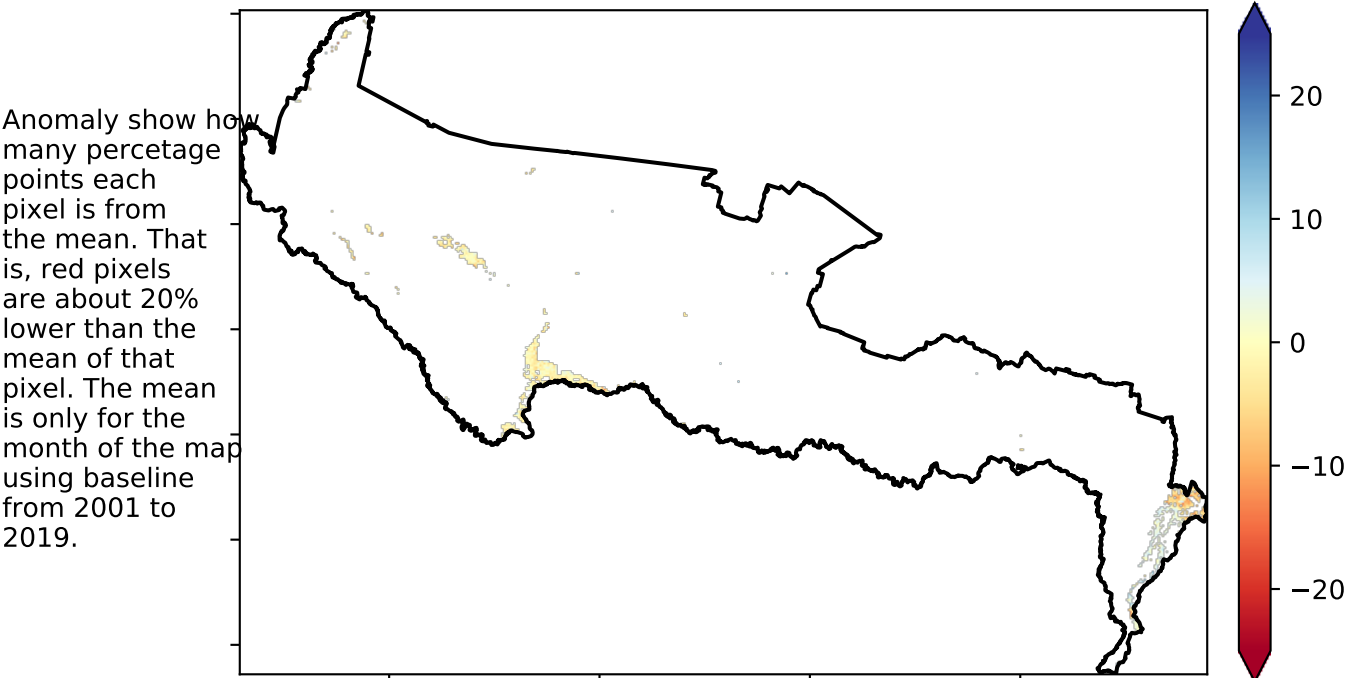 Anomaly show how
many percetage
points each
pixel is from
the mean. That
is, red pixels
are about 20%
lower than the
mean of that
pixel. The mean
is only for the
month of the map
using baseline
from 2001 to
2019.
20
10
0
−10
−20